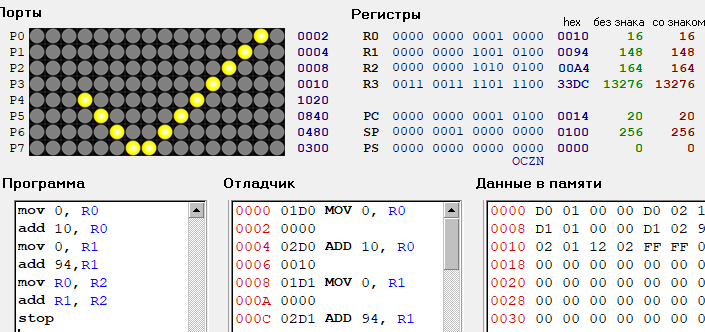 Порты
P0 0002
P1 0004
P2 0008
P3 0010
P4 1020
P5 0840
P6 0480
P7 0300
Регистры hex без знака со знаком
R0 0000 0000 0001 0000 0010 16 16
R1 0000 0000 1001 0100 0094 148 148
R2 0000 0000 1010 0100 00A4 164 164
R3 0011 0011 1101 1100 33DC 13276 13276
PC 0000 0000 0001 0100 0014 20 20
SP 0000 0001 0000 0000 0100 256 256
PS 0000 0000 0000 0000 0000 0 0
OCZN
Программа
mov 0, R0
add 10, R0
mov 0, R1
add 94,R1
mov R0, R2
add R1, R2
stop
Отладчик
0000 01D0 MOV 0, R0
0002 0000
0004 02D0 ADD 10, R0
0006 0010
0008 01D1 MOV 0, R1
000A 0000
000C 02D1 ADD 94, R1
Данные в памяти
0000 D0 01 00 00 D0 02 1
0008 D1 01 00 00 D1 02 9
0010 02 01 12 02 FF FF 0
0018 00 00 00 00 00 00 0
0020 00 00 00 00 00 00 0
0028 00 00 00 00 00 00 0
0030 00 00 00 00 00 00 0